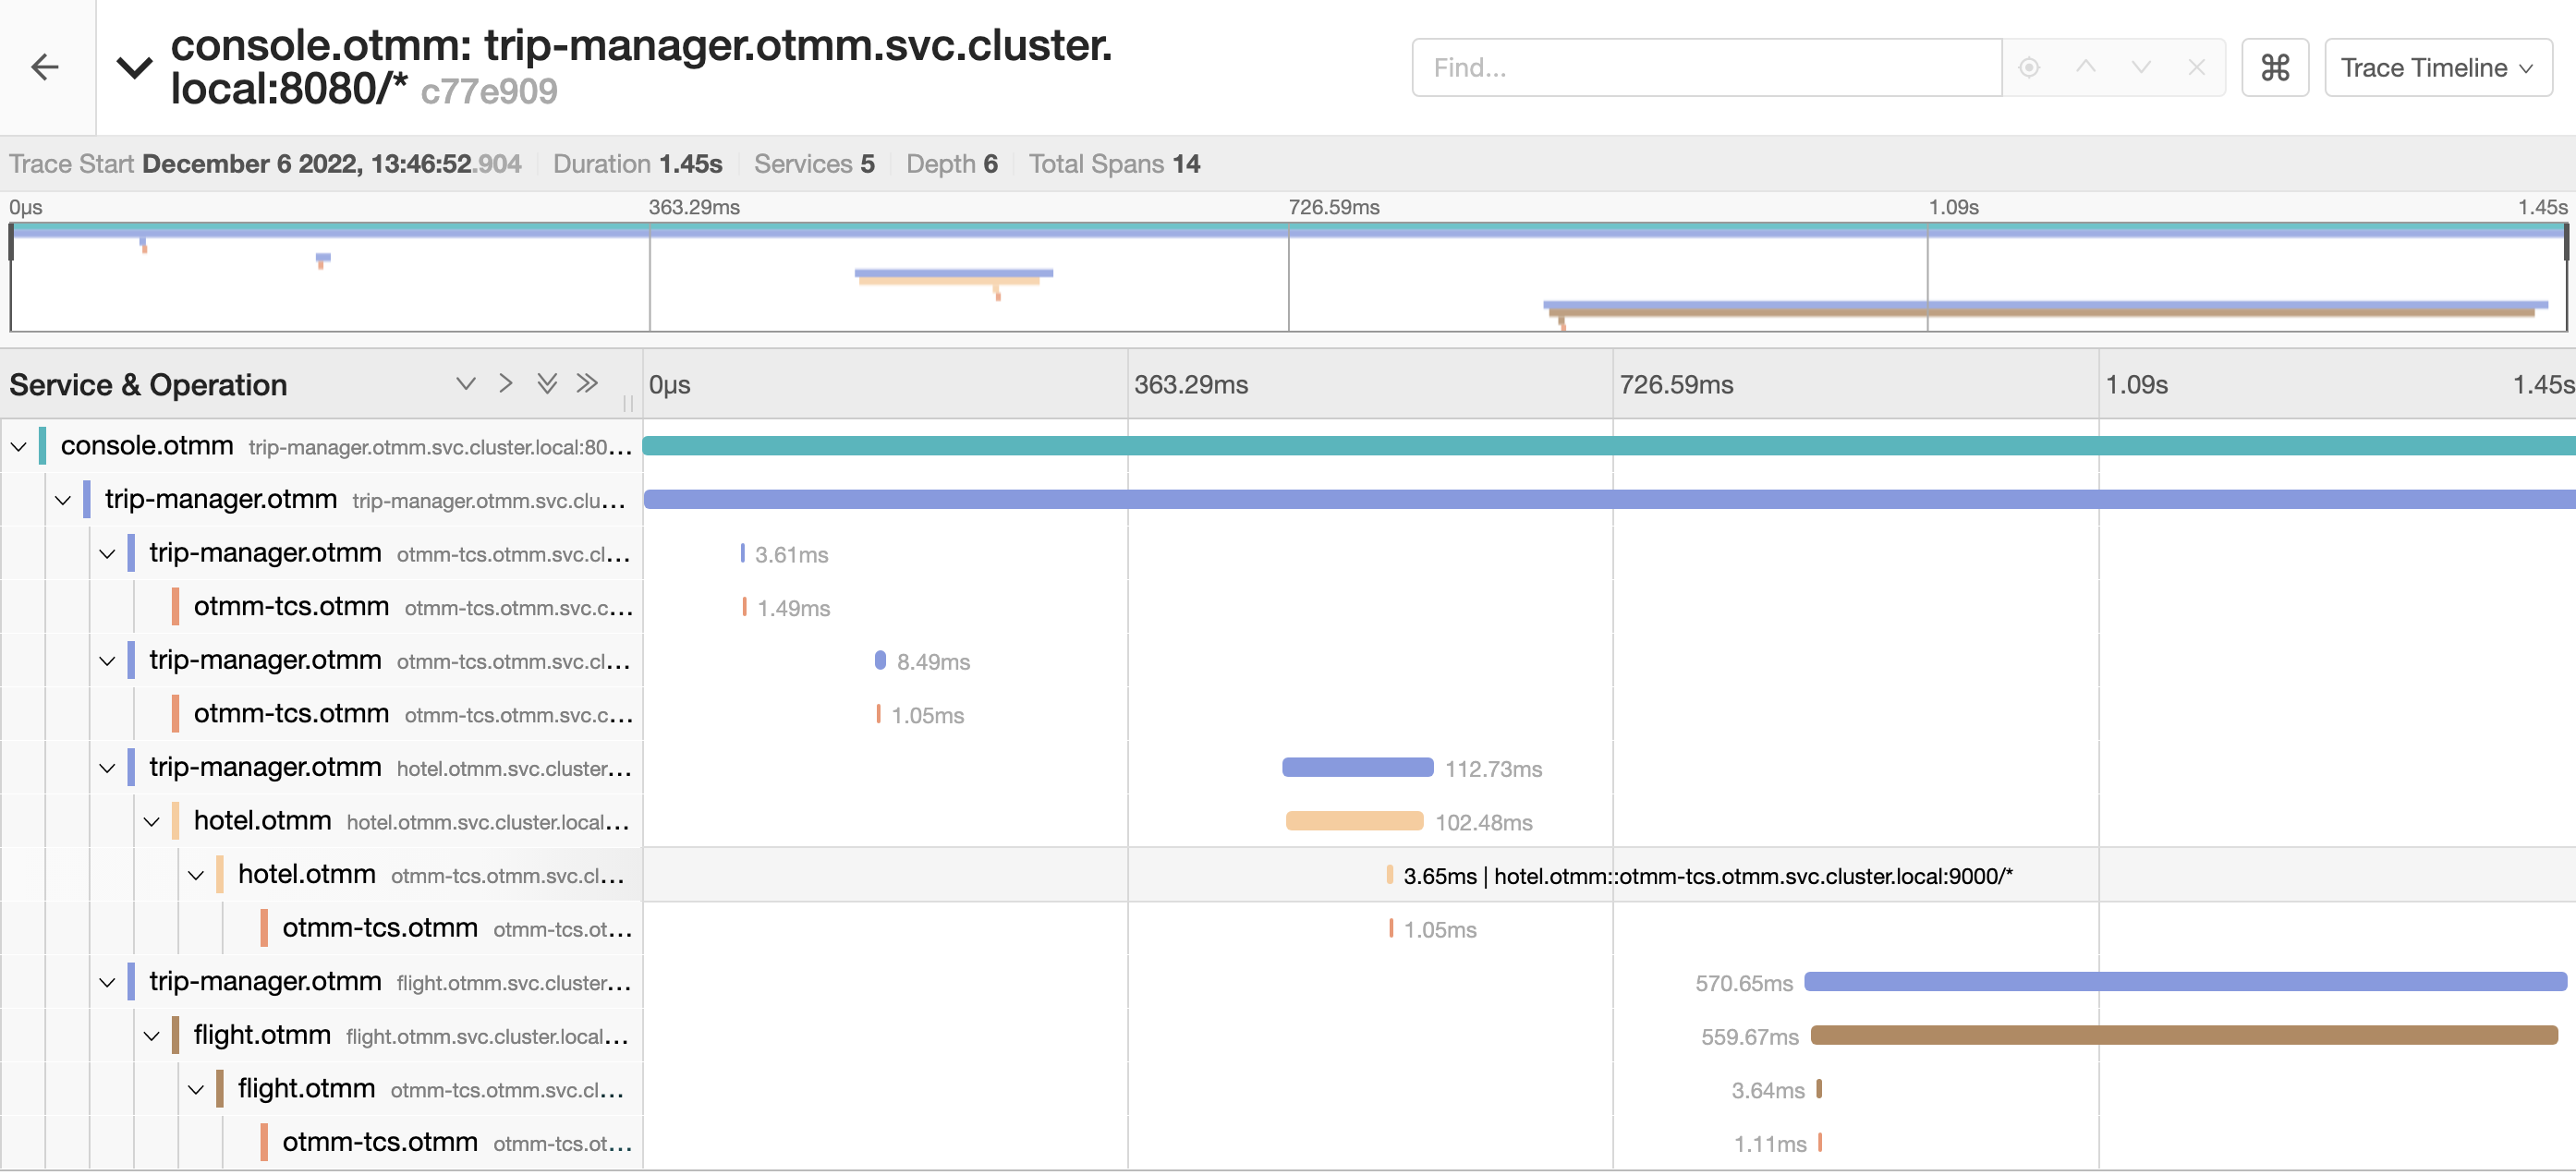 console.otmm: trip-manager.otmm.svc.cluster.
local:8080/* c77e909
Find...
⌘
Trace Timeline
Trace Start December 6 2022, 13:46:52.904 Duration 1.45s Services 5 Depth 6 Total Spans 14
0μs 363.29ms 726.59ms 1.09s 1.45s
Service & Operation 0μs 363.29ms 726.59ms 1.09s 1.45s
console.otmm trip-manager.otmm.svc.cluster.local:80...
trip-manager.otmm trip-manager.otmm.svc.clu...
trip-manager.otmm otmm-tcs.otmm.svc.cl... 3.61ms
otmm-tcs.otmm otmm-tcs.otmm.svc.c... 1.49ms
trip-manager.otmm otmm-tcs.otmm.svc.cl... 8.49ms
otmm-tcs.otmm otmm-tcs.otmm.svc.c... 1.05ms
trip-manager.otmm hotel.otmm.svc.cluster... 112.73ms
hotel.otmm hotel.otmm.svc.cluster.local... 102.48ms
hotel.otmm otmm-tcs.otmm.svc.cl... 3.65ms | hotel.otmm::otmm-tcs.otmm.svc.cluster.local:9000/*
otmm-tcs.otmm otmm-tcs.ot... 1.05ms
trip-manager.otmm flight.otmm.svc.cluster... 570.65ms
flight.otmm flight.otmm.svc.cluster.local... 559.67ms
flight.otmm otmm-tcs.otmm.svc.cl... 3.64ms
otmm-tcs.otmm otmm-tcs.ot... 1.11ms